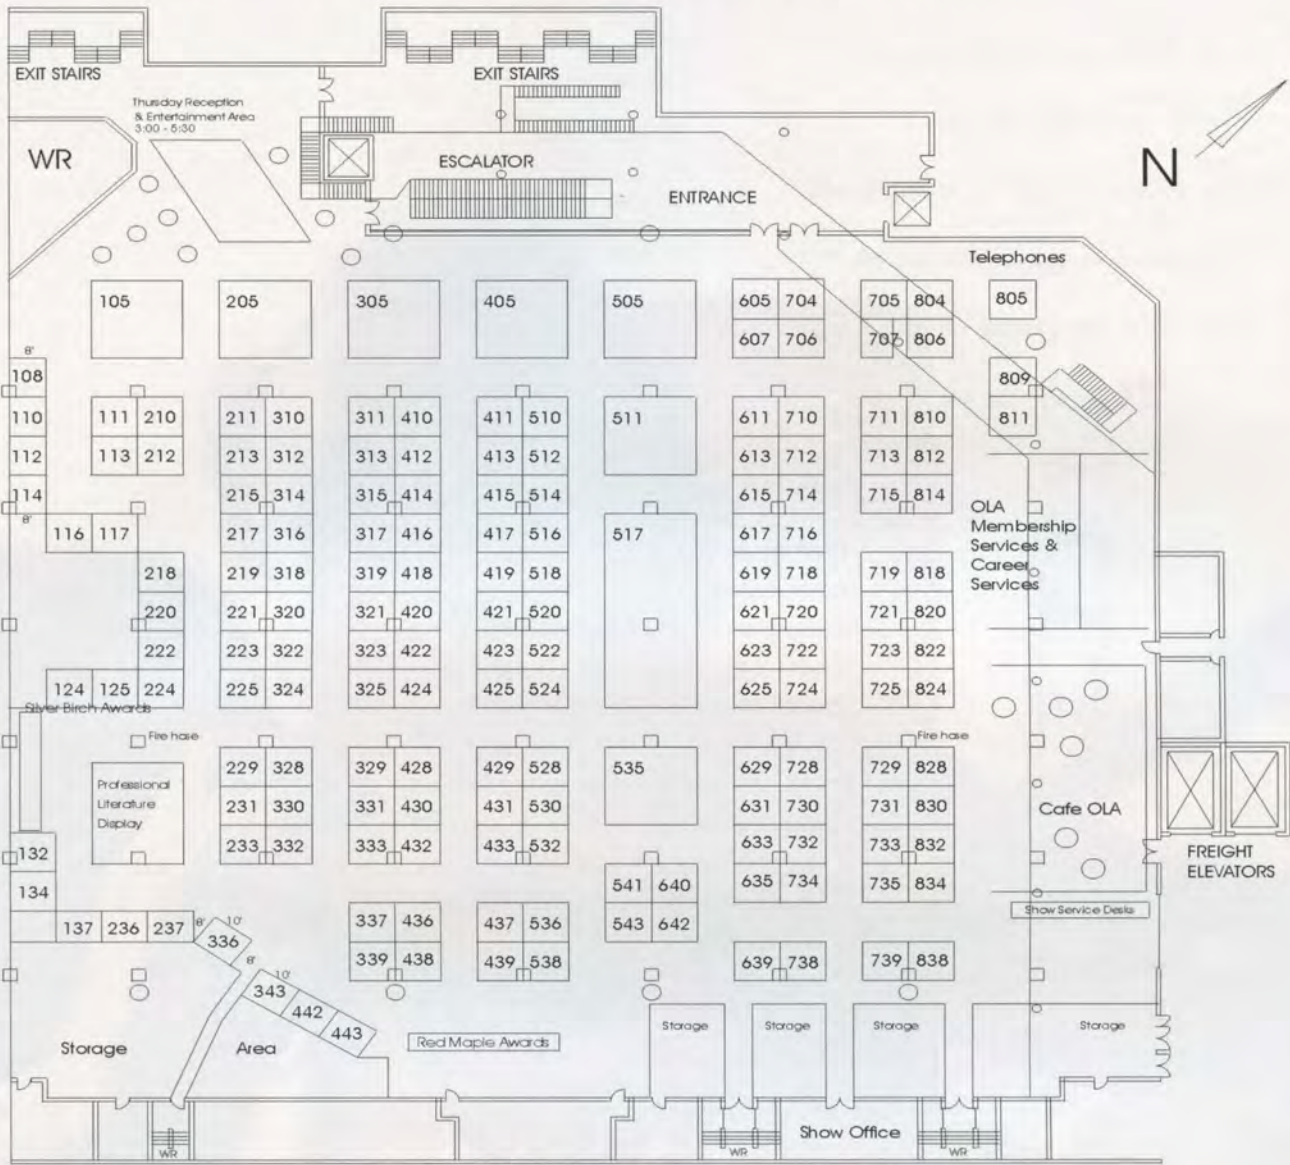 EXIT STAIRS
EXIT STAIRS
Thursday Reception
& Entertainment Area
3:00 - 5:30
WR
ESCALATOR
ENTRANCE
N
Telephones
105 205 305 405 505 605 704 705 804 805
607 706 707 806
8'
108 809
110 111 210 211 310 311 410 411 510 511 611 710 711 810 811
112 113 212 213 312 313 412 413 512 613 712 713 812
114 215 314 315 414 415 514 615 714 715 814
8'
116 117 217 316 317 416 417 516 517 617 716
OLA
Membership
Services &
Career
Services
218 219 318 319 418 419 518 619 718 719 818
220 221 320 321 420 421 520 621 720 721 820
222 223 322 323 422 423 522 623 722 723 822
124 125 224 225 324 325 424 425 524 625 724 725 824
Silver Birch Awards
Fire hase
Fire hase
229 328 329 428 429 528 535 629 728 729 828
Professional
Literature
Display
231 330 331 430 431 530 631 730 731 830
Cafe OLA
233 332 333 432 433 532 633 732 733 832
132
FREIGHT
ELEVATORS
134 541 640 635 734 735 834
Show Service Desks
137 236 237 8' 10' 336 337 436 437 536 543 642
8' 10' 339 438 439 538 639 738 739 838
343
442
443
Storage
Area
Red Maple Awards
Storage
Storage
Storage
Storage
Show Office
WR
WR
WR